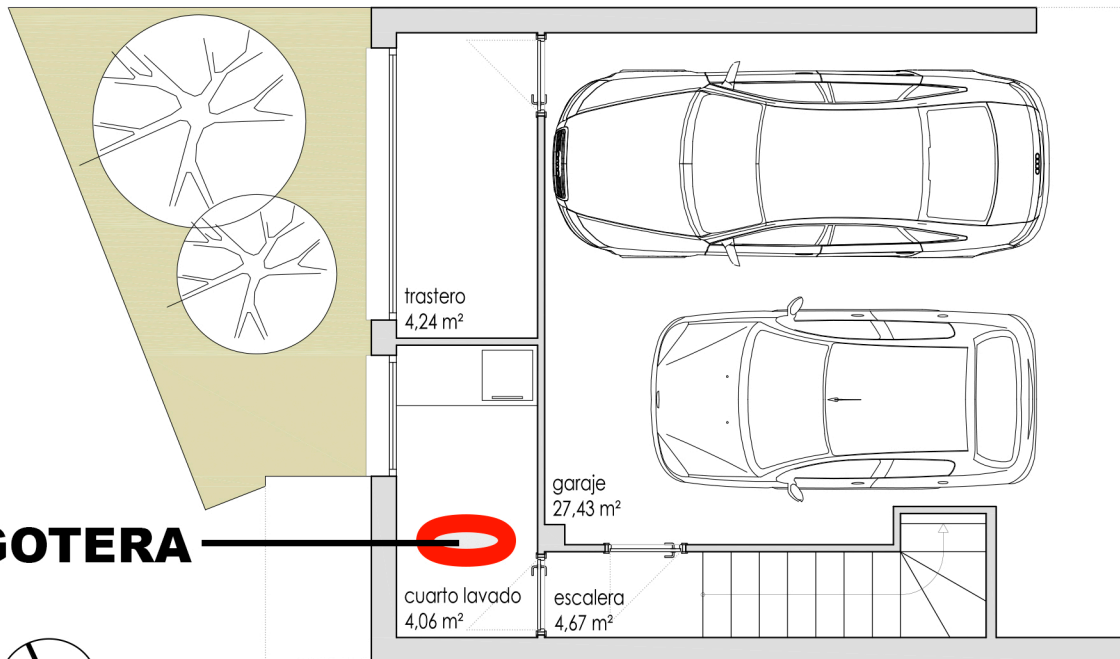 trastero
4,24 m²
garaje
27,43 m²
GOTERA
cuarto lavado
4,06 m²
escalera
4,67 m²